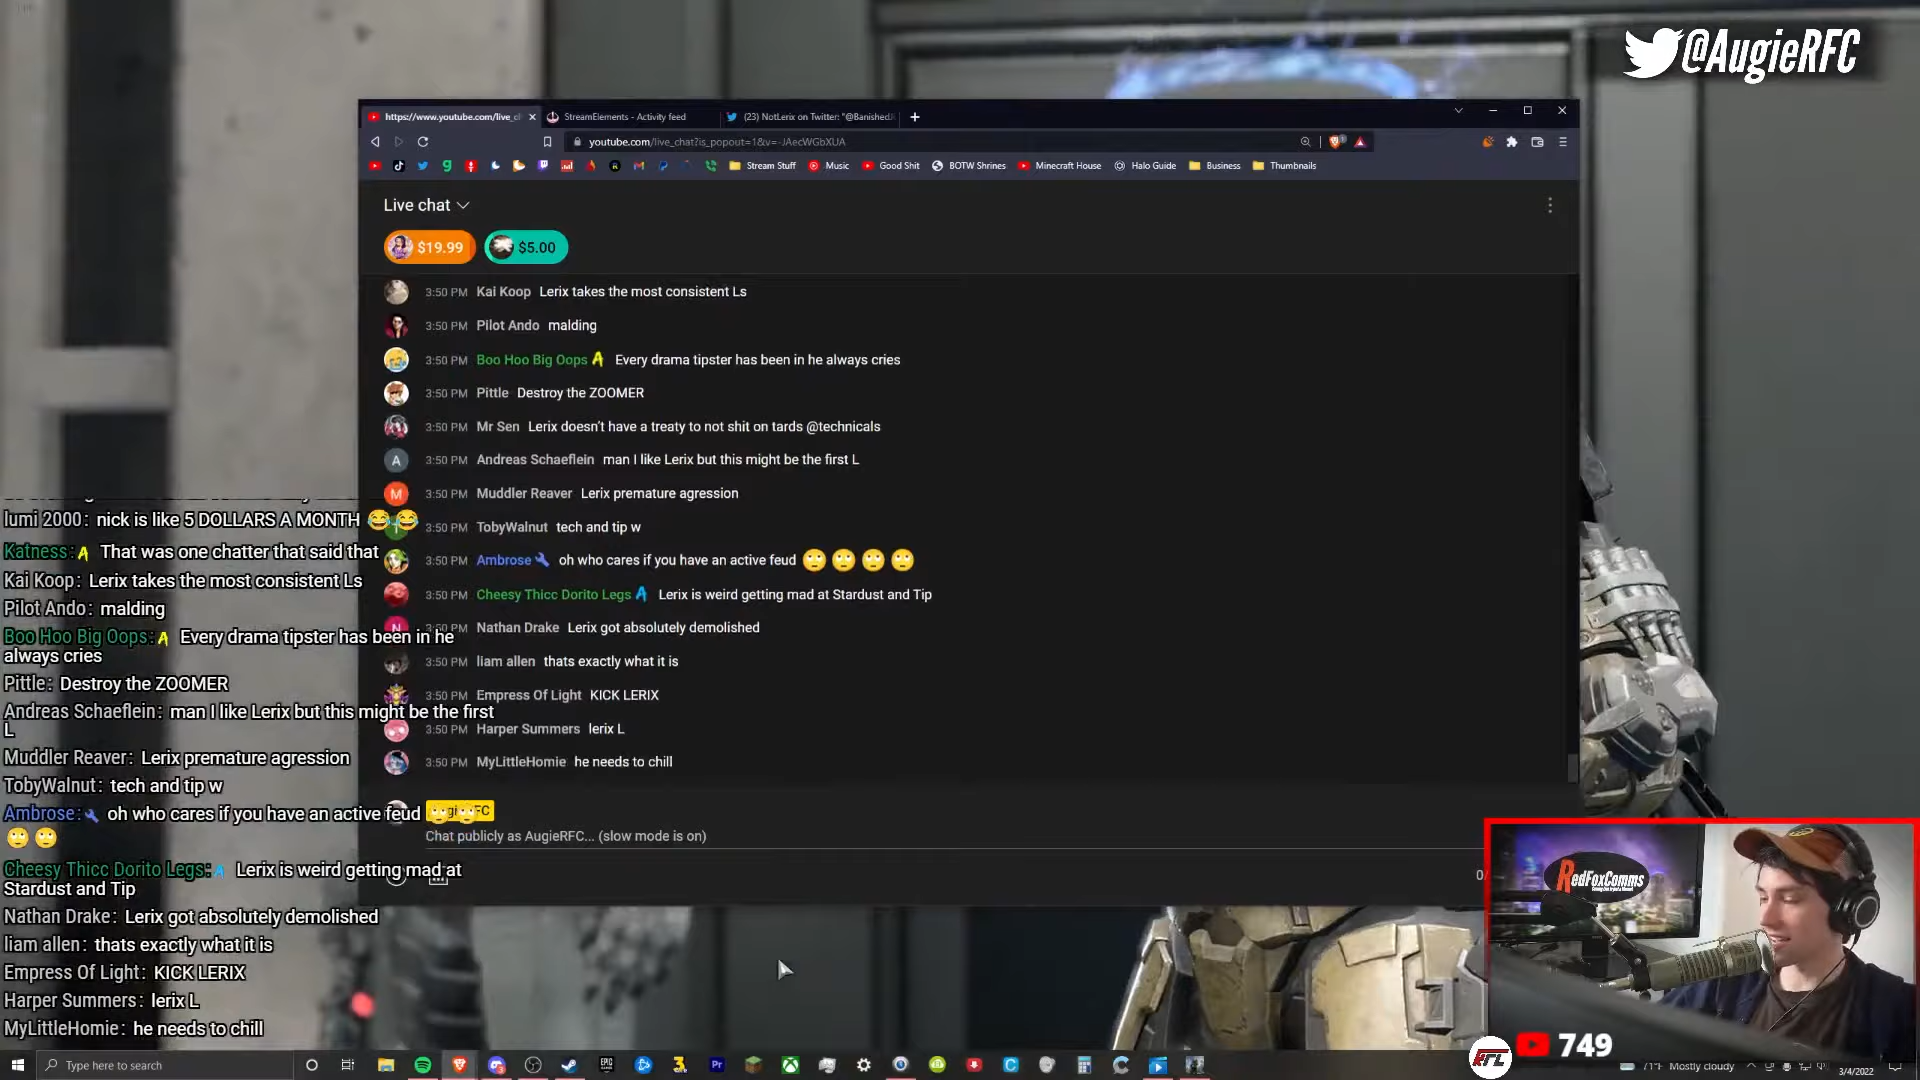 @AugieRFC
https://www.youtube.com/live_c
StreamElements - Activity feed
(23) NotLerix on Twitter: "@Banished
youtube.com/live_chat?is_popout=1&v=-JAecWGbXUA
Stream Stuff
Music
Good Shit
BOTW Shrines
Minecraft House
Halo Guide
Business
Thumbnails
Live chat
$19.99
$5.00
3:50 PM Kai Koop Lerix takes the most consistent Ls
3:50 PM Pilot Ando malding
3:50 PM Boo Hoo Big Oops A Every drama tipster has been in he always cries
3:50 PM Pittle Destroy the ZOOMER
3:50 PM Mr Sen Lerix doesn't have a treaty to not shit on tards @technicals
A 3:50 PM Andreas Schaeflein man I like Lerix but this might be the first L
M 3:50 PM Muddler Reaver Lerix premature agression
3:50 PM TobyWalnut tech and tip w
3:50 PM Ambrose oh who cares if you have an active feud 🙄 🙄 🙄 🙄
3:50 PM Cheesy Thicc Dorito Legs A Lerix is weird getting mad at Stardust and Tip
N 3:50 PM Nathan Drake Lerix got absolutely demolished
3:50 PM liam allen thats exactly what it is
3:50 PM Empress Of Light KICK LERIX
3:50 PM Harper Summers lerix L
3:50 PM MyLittleHomie he needs to chill
Chat publicly as AugieRFC... (slow mode is on)
0/
lumi 2000: nick is like 5 DOLLARS A MONTH 😂😂
Katness: A That was one chatter that said that
Kai Koop: Lerix takes the most consistent Ls
Pilot Ando: malding
Boo Hoo Big Oops: A Every drama tipster has been in he
always cries
Pittle: Destroy the ZOOMER
Andreas Schaeflein: man I like Lerix but this might be the first
L
Muddler Reaver: Lerix premature agression
TobyWalnut: tech and tip w
Ambrose: oh who cares if you have an active feud 🙄🙄
🙄🙄
Cheesy Thicc Dorito Legs: A Lerix is weird getting mad at
Stardust and Tip
Nathan Drake: Lerix got absolutely demolished
liam allen: thats exactly what it is
Empress Of Light: KICK LERIX
Harper Summers: lerix L
MyLittleHomie: he needs to chill
RedFoxComms
749
Type here to search
71°F Mostly cloudy
3/4/2022